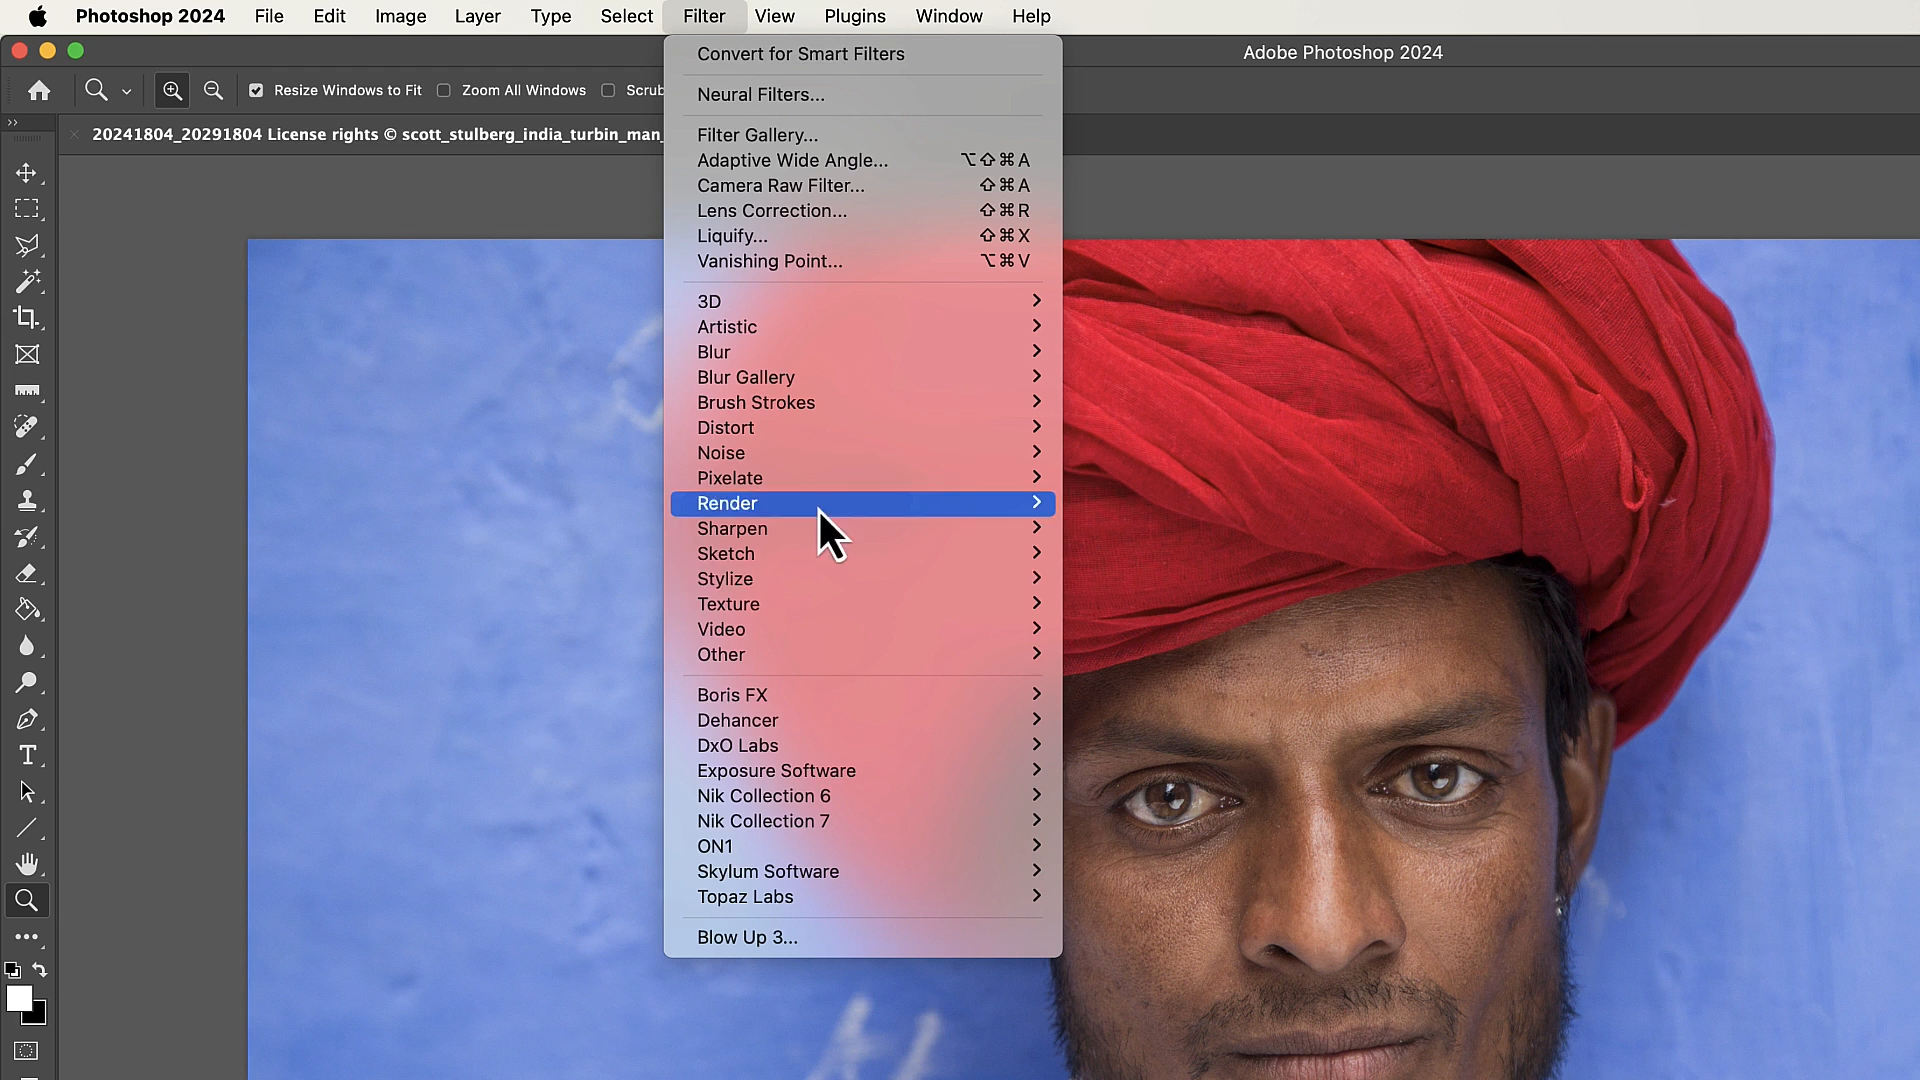 Photoshop 2024 File Edit Image Layer Type Select Filter View Plugins Window Help
Adobe Photoshop 2024
Resize Windows to Fit Zoom All Windows Scrub
20241804_20291804 License rights © scott_stulberg_india_turbin_man_
Convert for Smart Filters
Neural Filters...
Filter Gallery...
Adaptive Wide Angle... ⌥⇧⌘A
Camera Raw Filter... ⇧⌘A
Lens Correction... ⇧⌘R
Liquify... ⇧⌘X
Vanishing Point... ⌥⌘V
3D
Artistic
Blur
Blur Gallery
Brush Strokes
Distort
Noise
Pixelate
Render
Sharpen
Sketch
Stylize
Texture
Video
Other
Boris FX
Dehancer
DxO Labs
Exposure Software
Nik Collection 6
Nik Collection 7
ON1
Skylum Software
Topaz Labs
Blow Up 3...